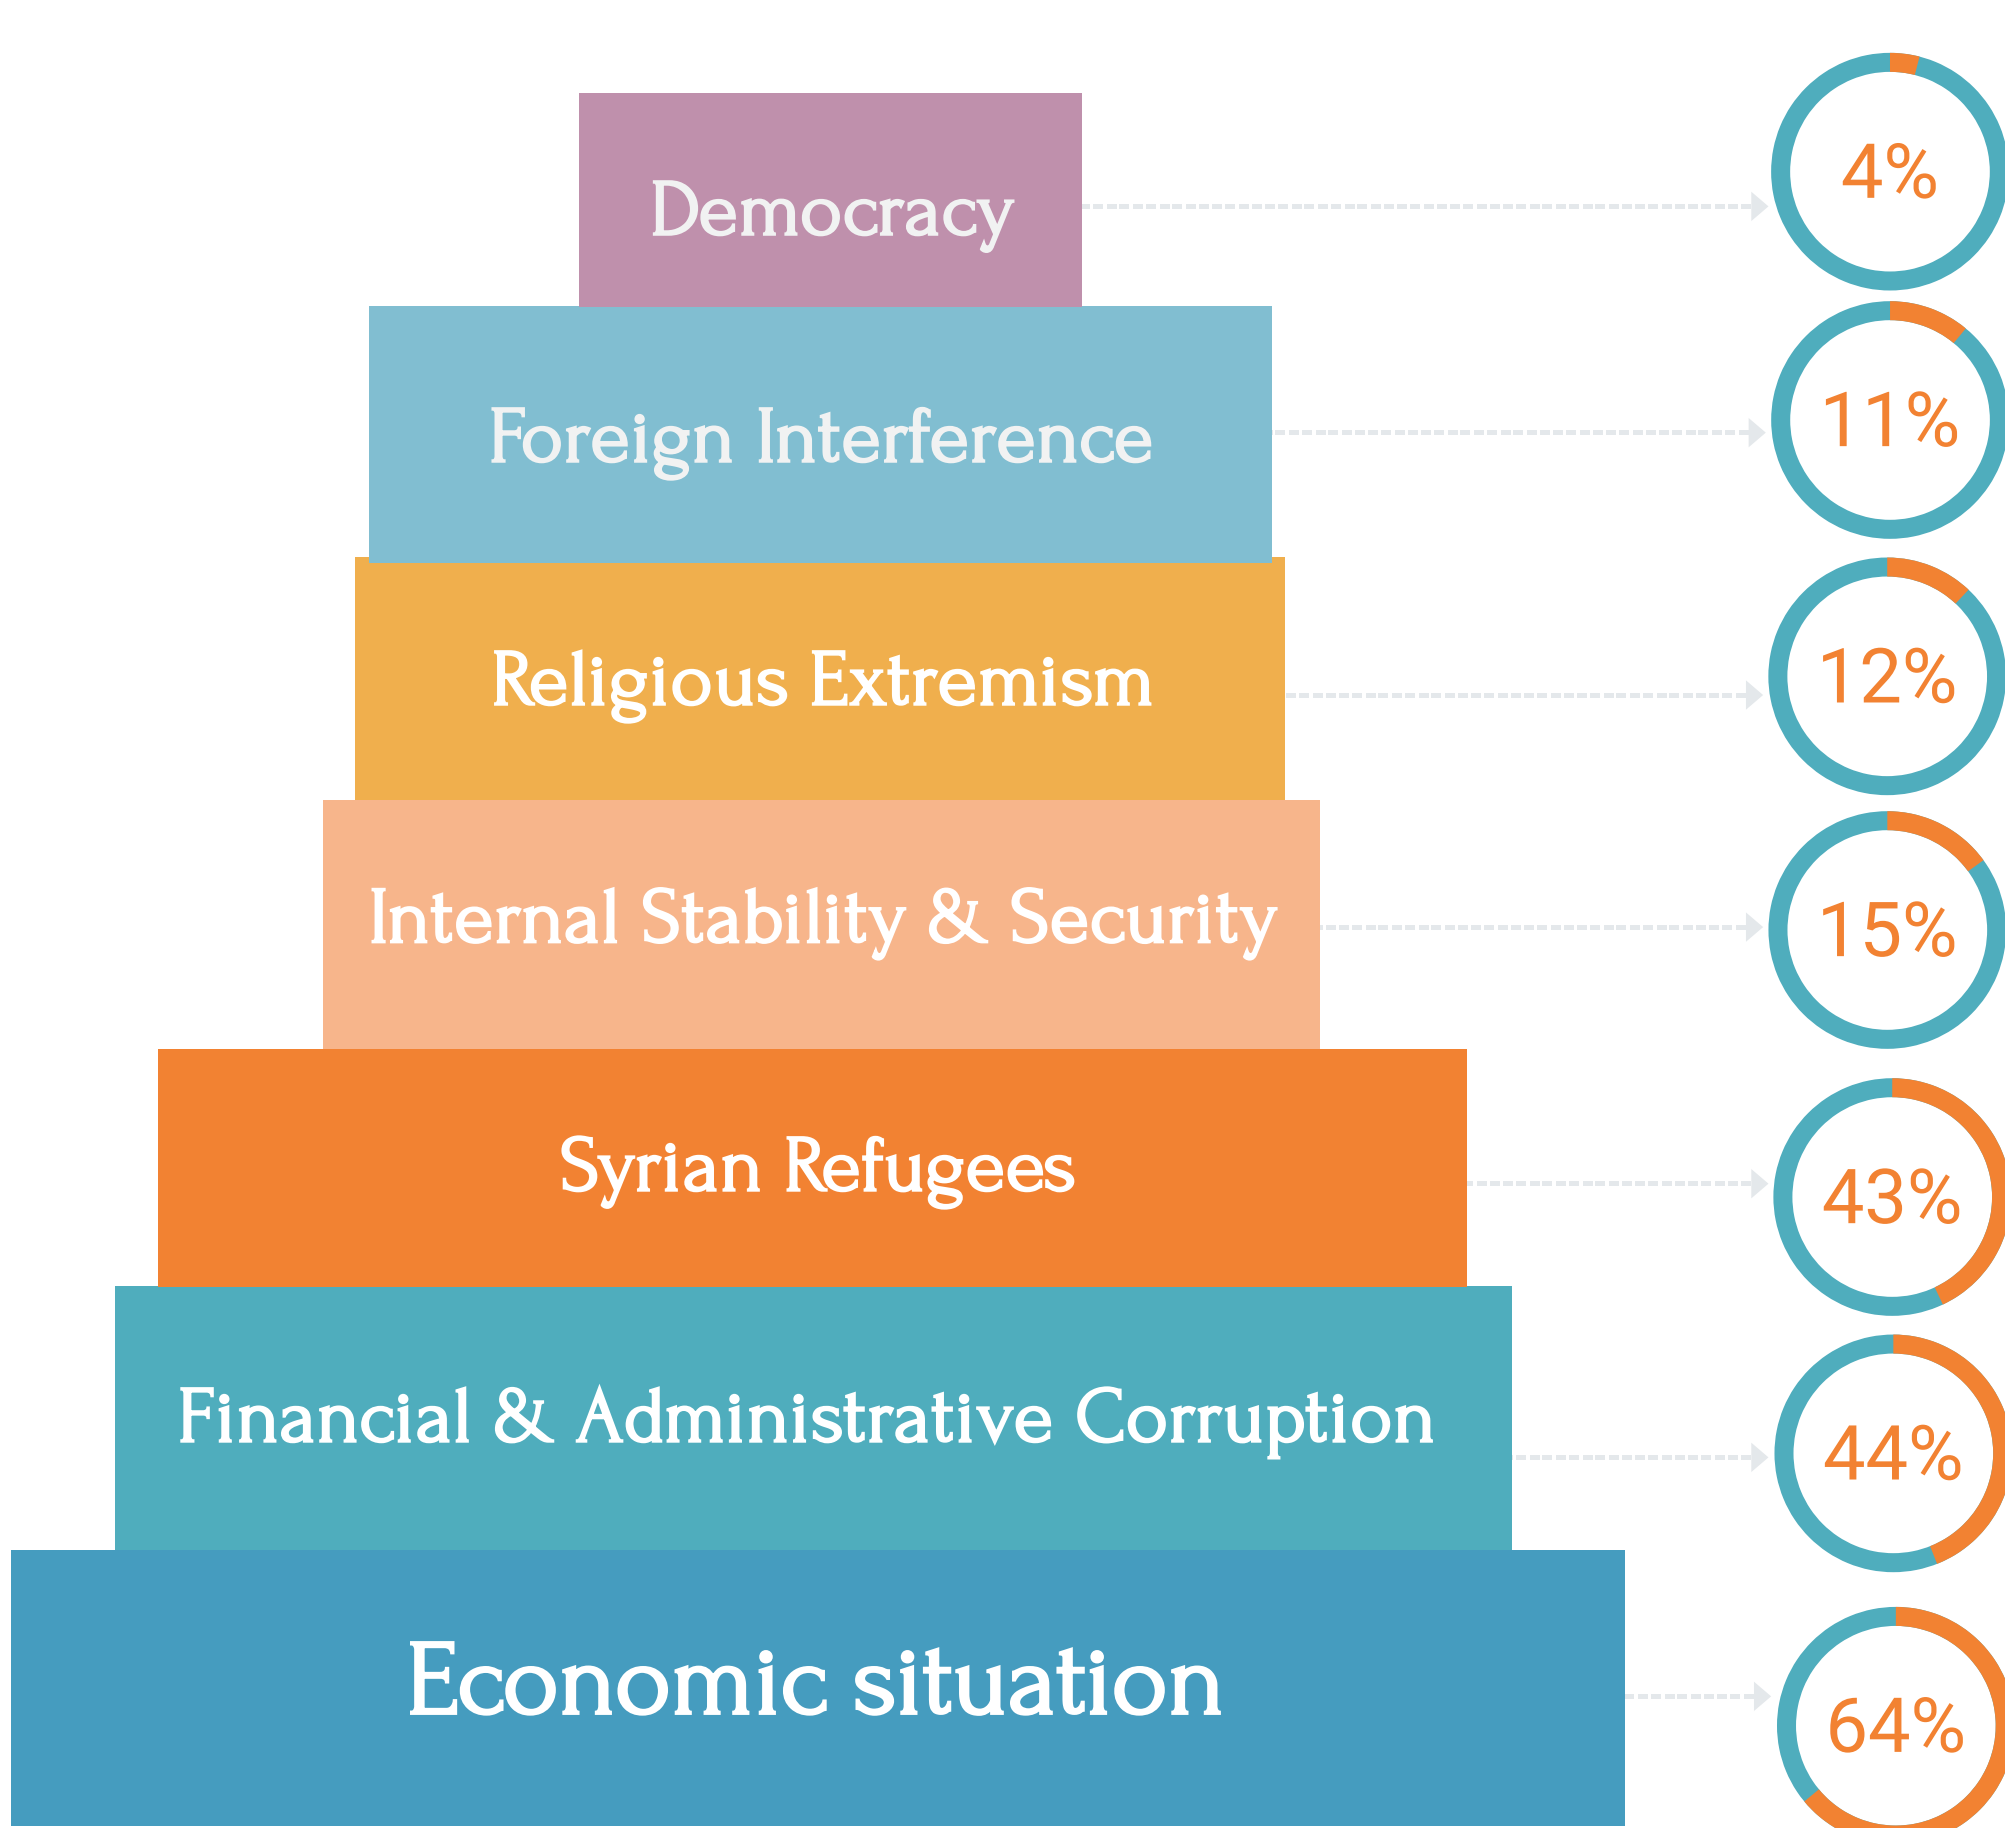 Democracy
4%
Foreign Interference
11%
Religious Extremism
12%
Internal Stability & Security
15%
Syrian Refugees
43%
Financial & Administrative Corruption
44%
Economic situation
64%